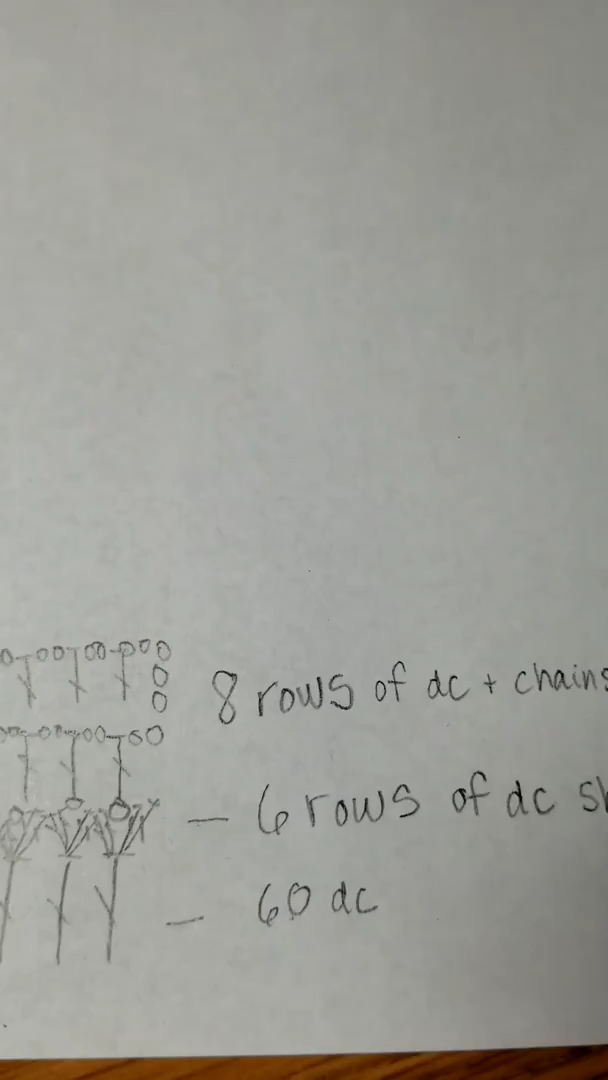 8 rows of dc + chains
— 6 rows of dc
— 60 dc